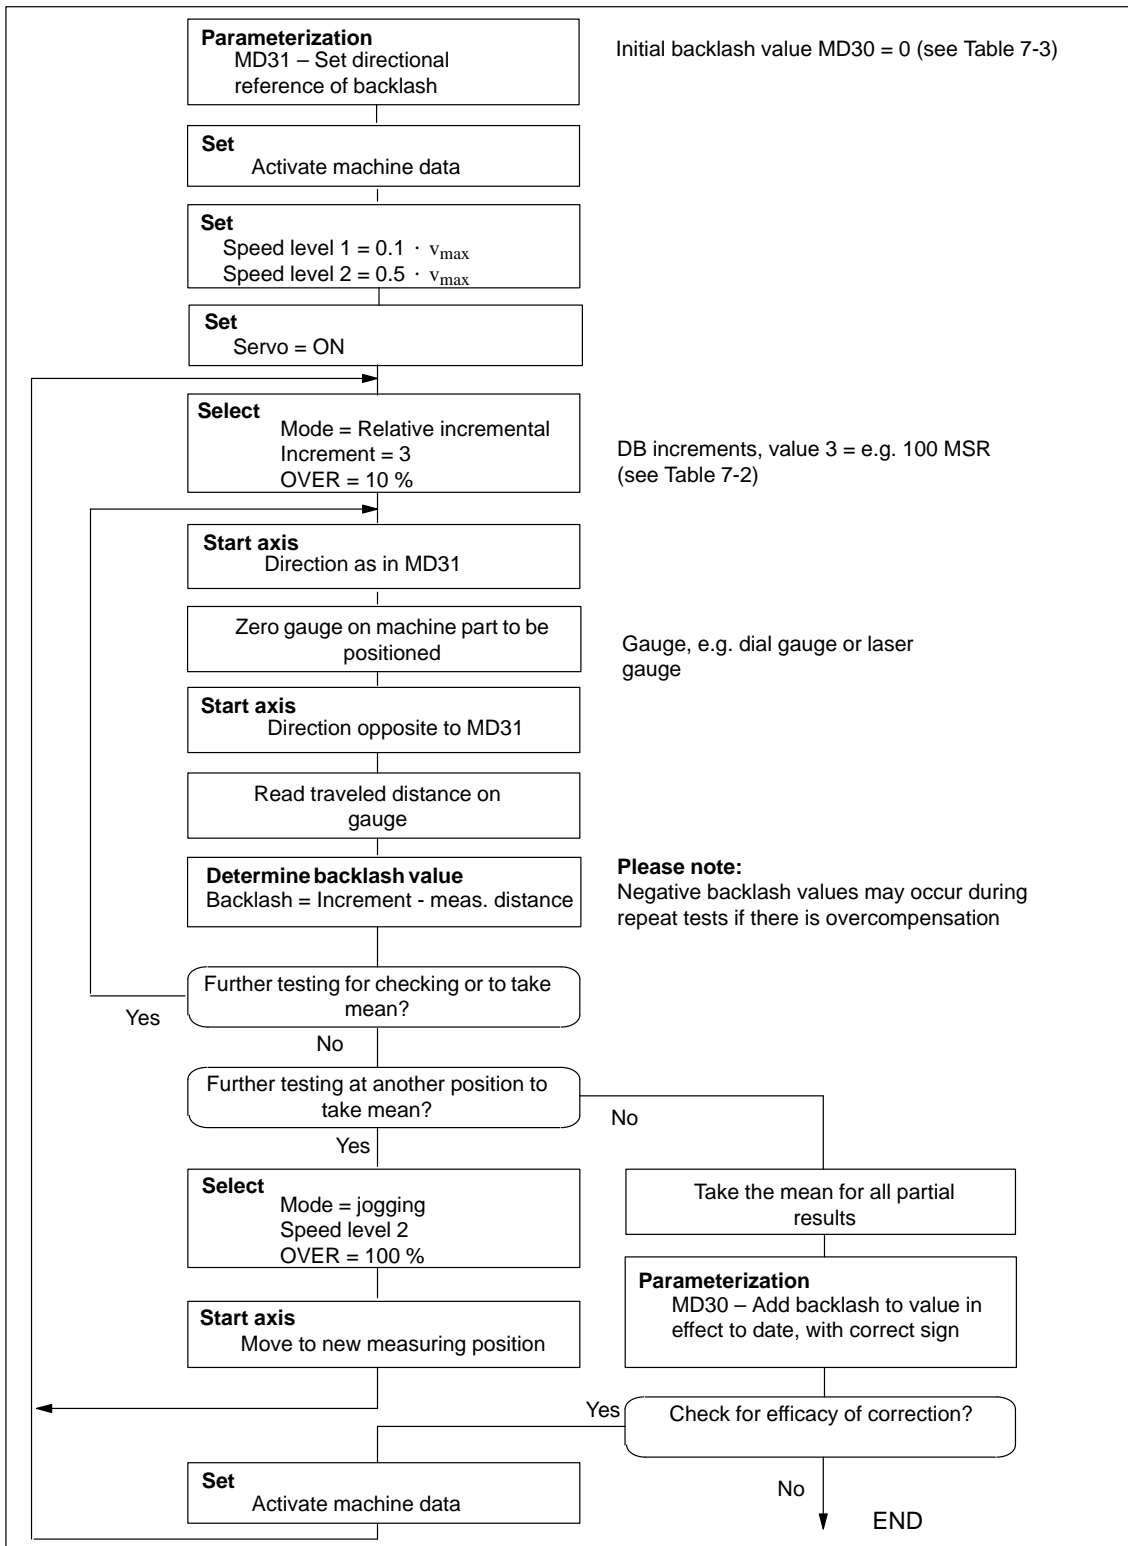 Parameterization
MD31 – Set directional
reference of backlash
Initial backlash value MD30 = 0 (see Table 7-3)
Set
Activate machine data
Set
Speed level 1 = 0.1 · vmax
Speed level 2 = 0.5 · vmax
Set
Servo = ON
Select
Mode = Relative incremental
Increment = 3
OVER = 10 %
DB increments, value 3 = e.g. 100 MSR
(see Table 7-2)
Start axis
Direction as in MD31
Zero gauge on machine part to be
positioned
Gauge, e.g. dial gauge or laser
gauge
Start axis
Direction opposite to MD31
Read traveled distance on
gauge
Determine backlash value
Backlash = Increment - meas. distance
Please note:
Negative backlash values may occur during
repeat tests if there is overcompensation
Further testing for checking or to take
mean?
Yes
No
Further testing at another position to
take mean?
No
Yes
Select
Mode = jogging
Speed level 2
OVER = 100 %
Take the mean for all partial
results
Start axis
Move to new measuring position
Parameterization
MD30 – Add backlash to value in
effect to date, with correct sign
Yes
Check for efficacy of correction?
Set
Activate machine data
No
END